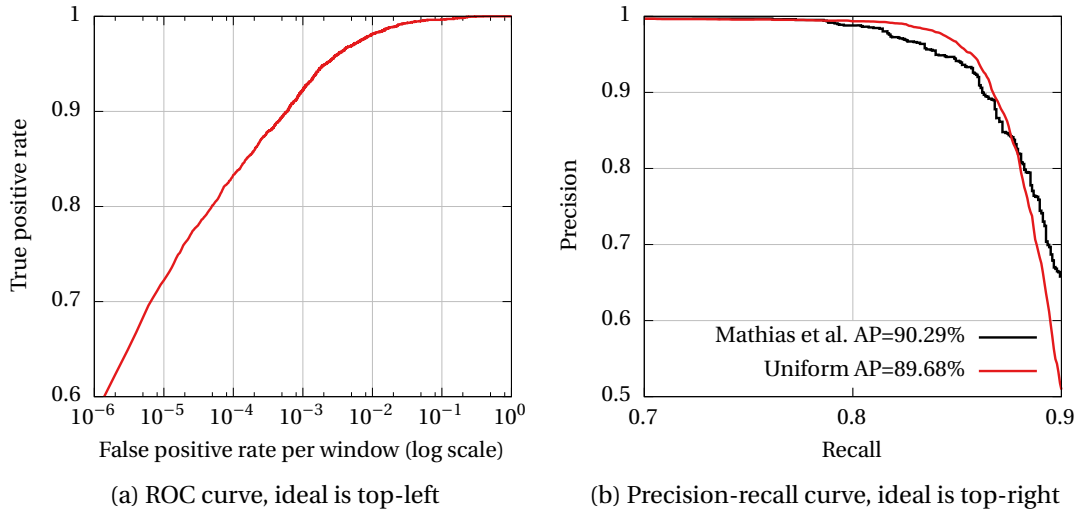 1
0.9
0.8
0.7
0.6
True positive rate
10⁻⁶ 10⁻⁵ 10⁻⁴ 10⁻³ 10⁻² 10⁻¹ 10⁰
False positive rate per window (log scale)
(a) ROC curve, ideal is top-left
1
0.9
0.8
0.7
0.6
0.5
Precision
Mathias et al. AP=90.29%
Uniform AP=89.68%
0.7 0.8 0.9
Recall
(b) Precision-recall curve, ideal is top-right